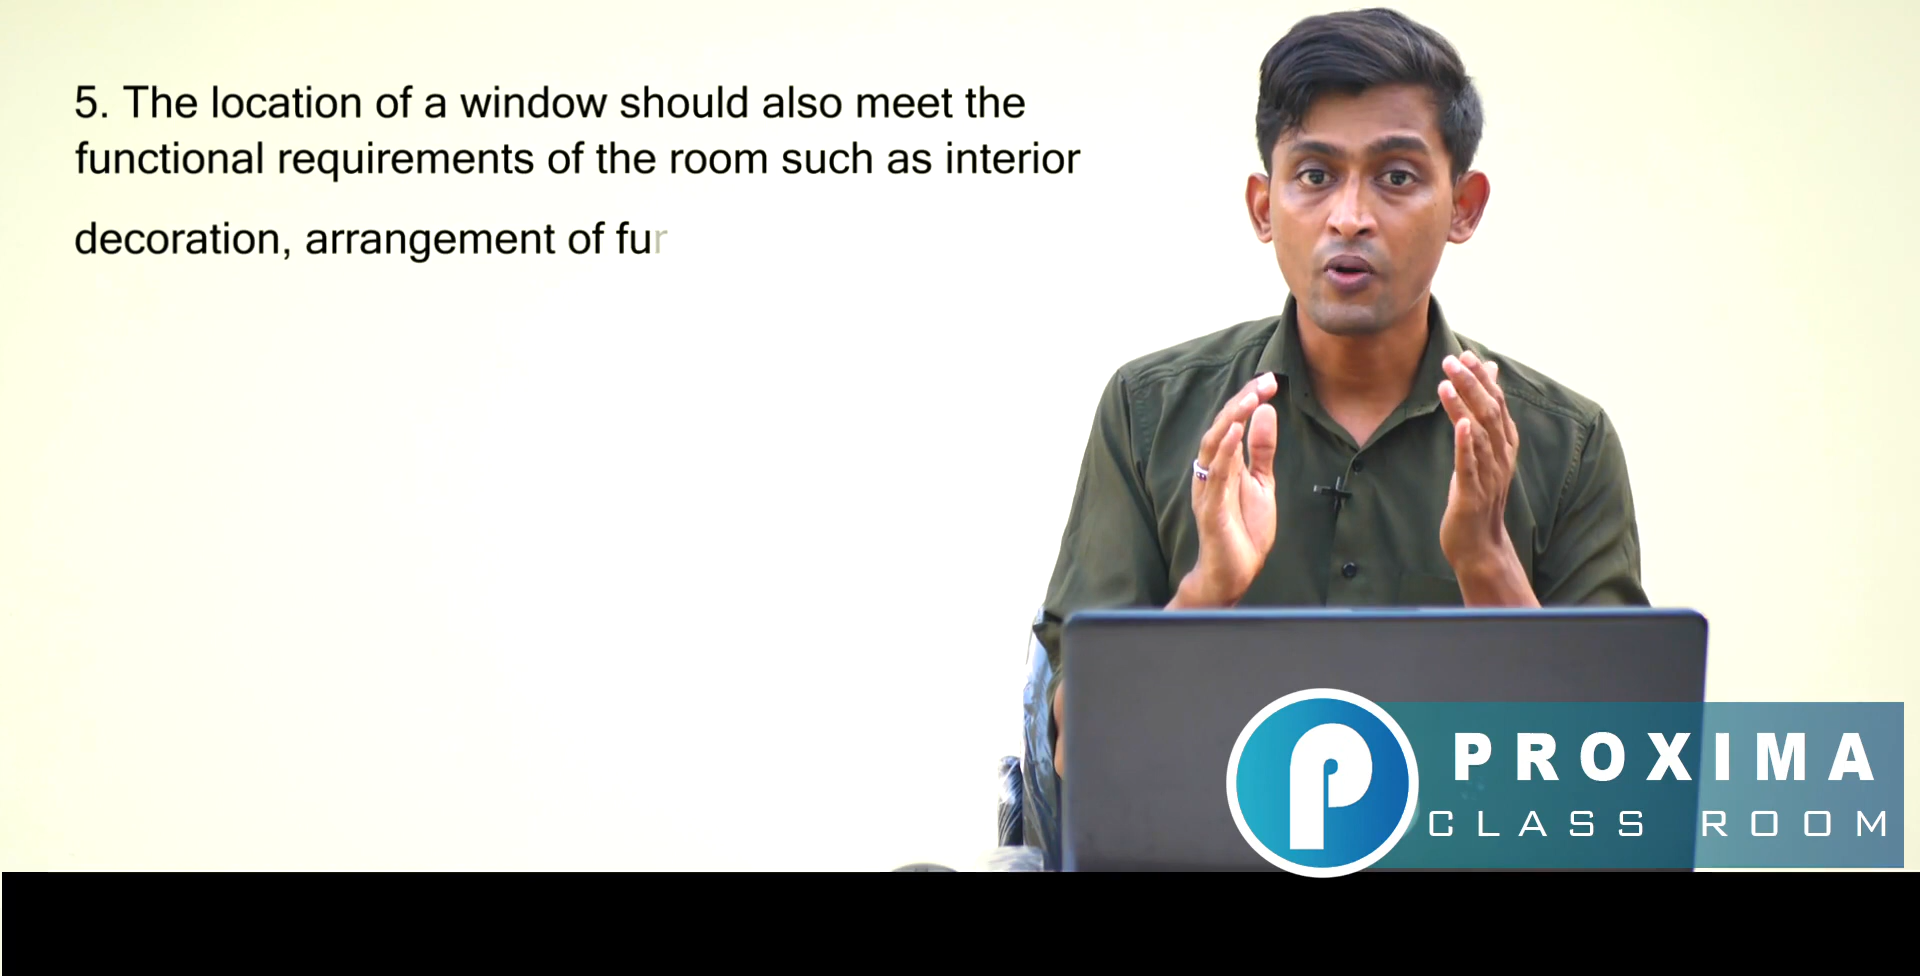 5. The location of a window should also meet the
functional requirements of the room such as interior
decoration, arrangement of fur
PROXIMA
CLASS ROOM